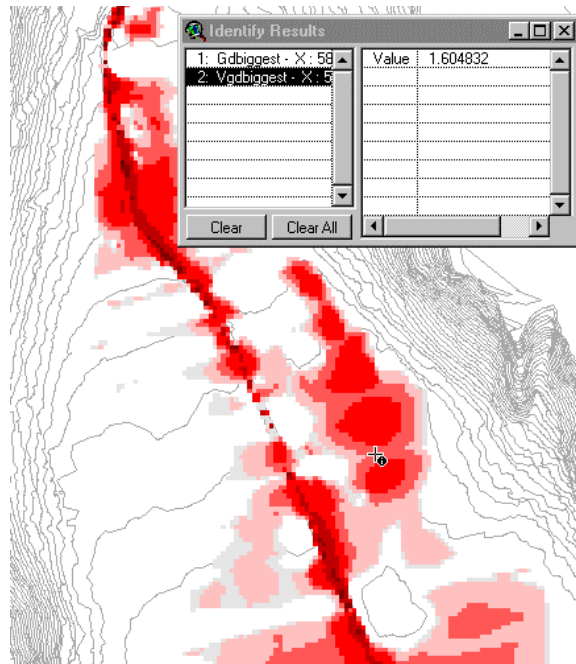 Identify Results
1: Gdbiggest - X : 58
2: Vgdbiggest - X : 5
Value 1.604832
Clear Clear All